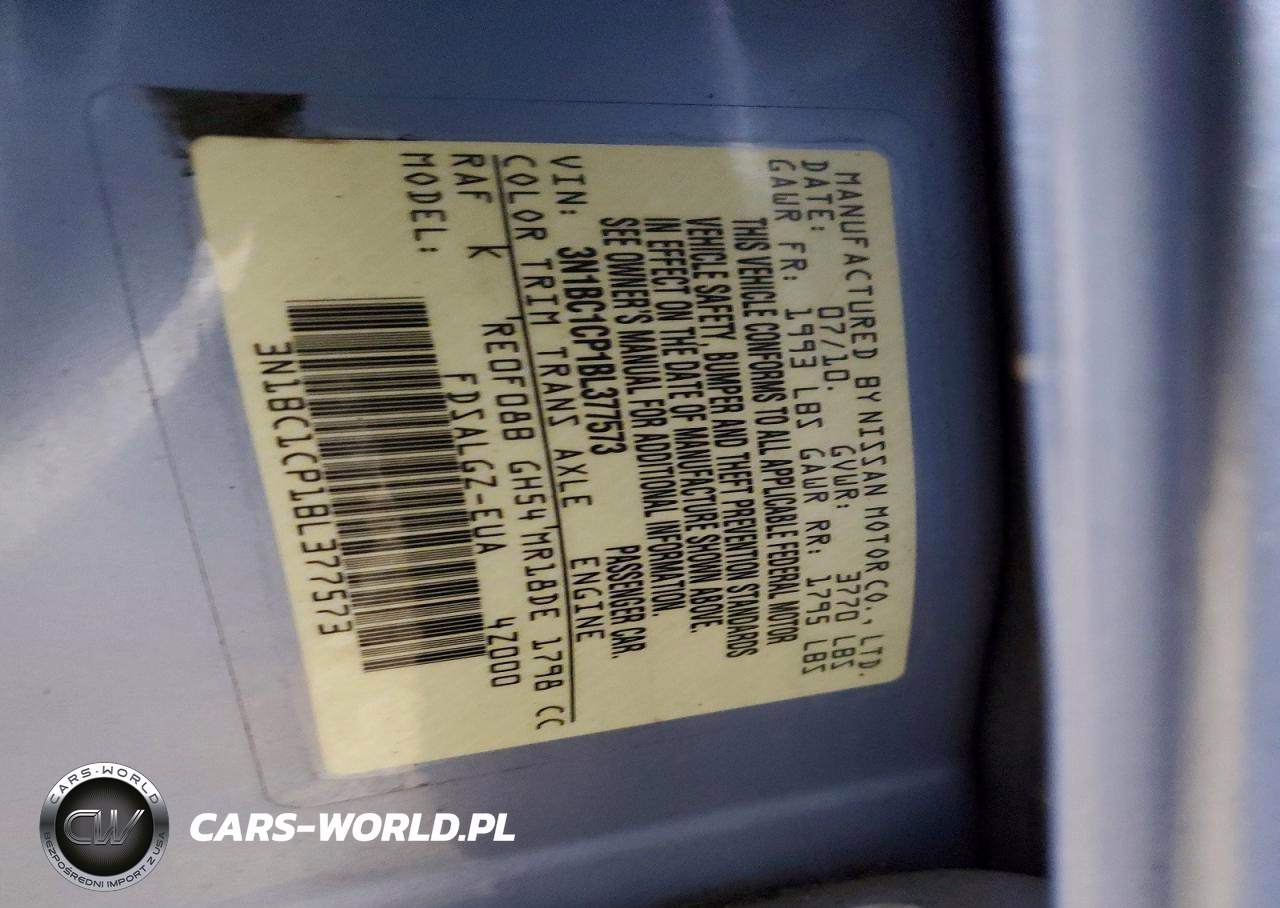 MANUFACTURED BY NISSAN MOTOR CO., LTD.
DATE: 07/10. GVWR: 3770 LBS
GAWR FR: 1993 LBS GAWR RR: 1795 LBS
THIS VEHICLE CONFORMS TO ALL APPLICABLE FEDERAL MOTOR
VEHICLE SAFETY, BUMPER AND THEFT PREVENTION STANDARDS
IN EFFECT ON THE DATE OF MANUFACTURE SHOWN ABOVE.
SEE OWNER'S MANUAL FOR ADDITIONAL INFORMATION.
VIN: 3N1BC1CP1BL377573 PASSENGER CAR.
COLOR TRIM TRANS AXLE ENGINE
RAF K RE0F08B GH54 MR18DE 1798 CC
MODEL: FDSALGZ-EUA 4Z000
3N1BC1CP1BL377573
CARS-WORLD
CW
BEZPOŚREDNI IMPORT Z USA
CARS-WORLD.PL